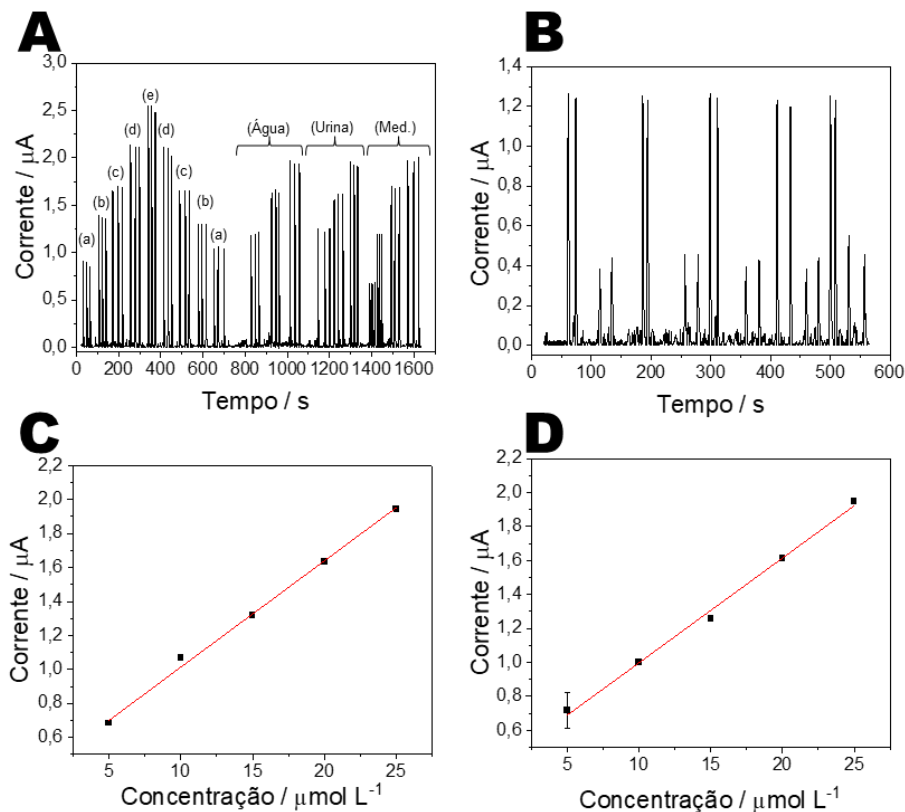 A
Corrente / µA
3,0
2,5
2,0
1,5
1,0
0,5
0,0
(a)
(b)
(c)
(d)
(e)
(d)
(c)
(b)
(a)
(Água) (Urina) (Med.)
0 200 400 600 800 1000 1200 1400 1600
Tempo / s
B
1,4
1,2
1,0
0,8
0,6
0,4
0,2
0,0
0 100 200 300 400 500 600
Tempo / s
C
Corrente / µA
2,2
2,0
1,8
1,6
1,4
1,2
1,0
0,8
0,6
5 10 15 20 25
Concentração / µmol L⁻¹
D
Corrente / µA
2,2
2,0
1,8
1,6
1,4
1,2
1,0
0,8
0,6
5 10 15 20 25
Concentração / µmol L⁻¹